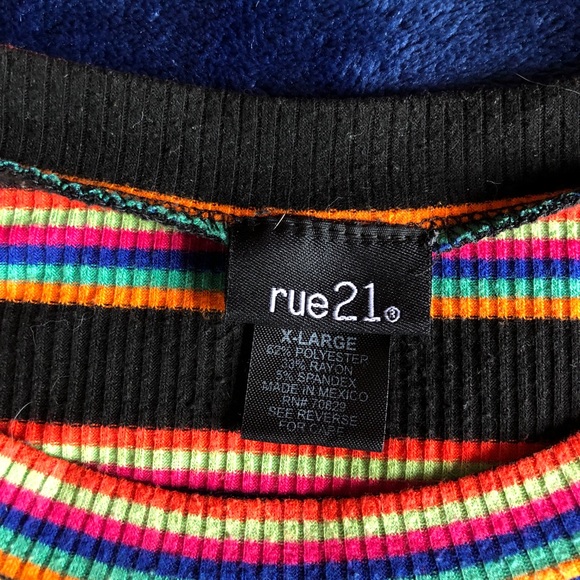 rue21®
X-LARGE
62% POLYESTER
33% RAYON
5% SPANDEX
MADE IN MEXICO
RN# 70829
SEE REVERSE
FOR CARE